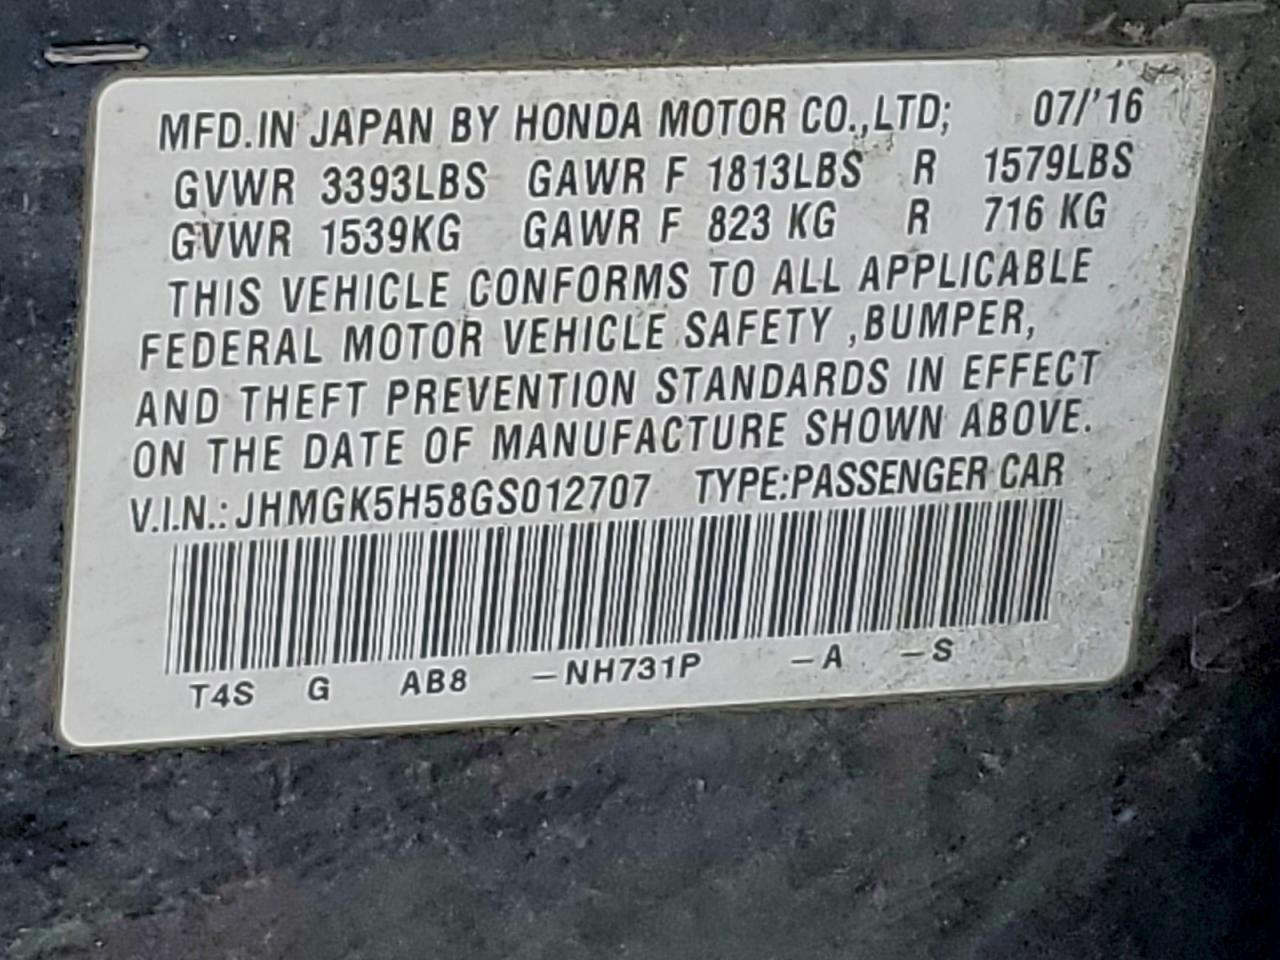 MFD.IN JAPAN BY HONDA MOTOR CO.,LTD; 07/'16
GVWR 3393LBS GAWR F 1813LBS R 1579LBS
GVWR 1539KG GAWR F 823 KG R 716 KG
THIS VEHICLE CONFORMS TO ALL APPLICABLE
FEDERAL MOTOR VEHICLE SAFETY ,BUMPER,
AND THEFT PREVENTION STANDARDS IN EFFECT
ON THE DATE OF MANUFACTURE SHOWN ABOVE.
V.I.N.: JHMGK5H58GS012707 TYPE:PASSENGER CAR
T4S G AB8 –NH731P –A –S